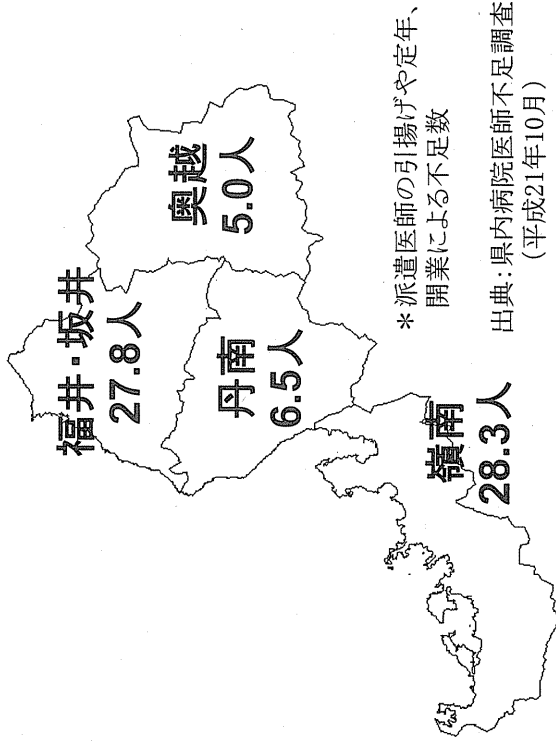 福井・坂井
27.8人
奥越
5.0人
丹南
6.5人
嶺南
28.3人
＊派遣医師の引揚げや定年、
開業による不足数
出典：県内病院医師不足調査
(平成21年10月)